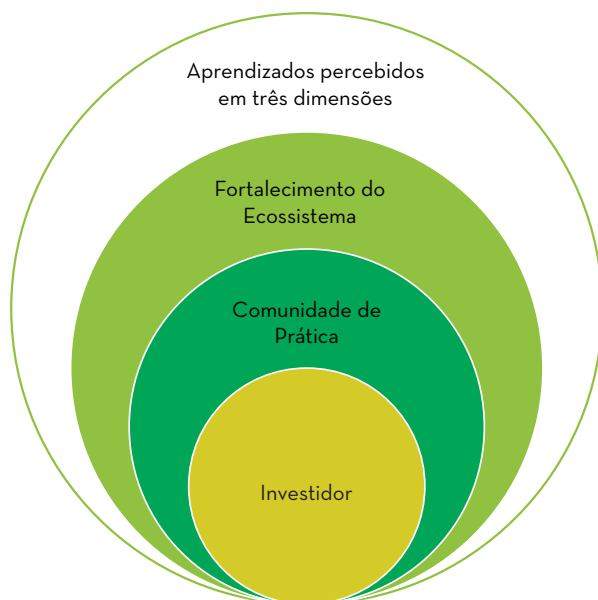 Aprendizados percebidos
em três dimensões
Fortalecimento do
Ecossistema
Comunidade de
Prática
Investidor